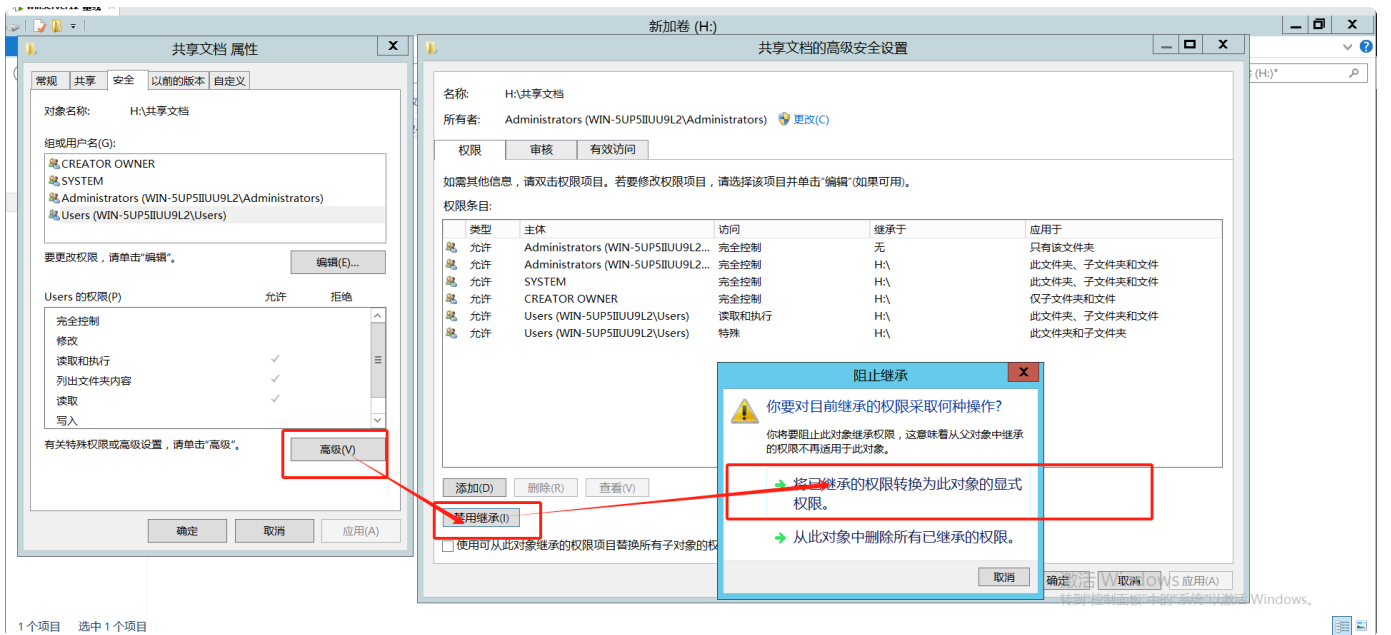 新加卷 (H:)
共享文档 属性
常规 共享 安全 以前的版本 自定义
对象名称: H:\共享文档
组或用户名(G):
CREATOR OWNER
SYSTEM
Administrators (WIN-5UP5IIUU9L2\Administrators)
Users (WIN-5UP5IIUU9L2\Users)
要更改权限，请单击"编辑"。
编辑(E)...
Users 的权限(P) 允许 拒绝
完全控制
修改
读取和执行
列出文件夹内容
读取
写入
有关特殊权限或高级设置，请单击"高级"。
高级(V)
确定 取消 应用(A)
共享文档的高级安全设置
名称: H:\共享文档
所有者: Administrators (WIN-5UP5IIUU9L2\Administrators) 更改(C)
权限 审核 有效访问
如需其他信息，请双击权限项目。若要修改权限项目，请选择该项目并单击"编辑"(如果可用)。
权限条目:
类型 主体 访问 继承于 应用于
允许 Administrators (WIN-5UP5IIUU9L2... 完全控制 无 只有该文件夹
允许 Administrators (WIN-5UP5IIUU9L2... 完全控制 H:\ 此文件夹、子文件夹和文件
允许 SYSTEM 完全控制 H:\ 此文件夹、子文件夹和文件
允许 CREATOR OWNER 完全控制 H:\ 仅子文件夹和文件
允许 Users (WIN-5UP5IIUU9L2\Users) 读取和执行 H:\ 此文件夹、子文件夹和文件
允许 Users (WIN-5UP5IIUU9L2\Users) 特殊 H:\ 此文件夹和子文件夹
添加(D) 删除(R) 查看(V)
禁用继承(I)
使用可从此对象继承的权限项目替换所有子对象的权
确定 取消 应用(A)
阻止继承
你要对目前继承的权限采取何种操作?
你将要阻止此对象继承权限，这意味着从父对象中继承
的权限不再适用于此对象。
将已继承的权限转换为此对象的显式
权限。
从此对象中删除所有已继承的权限。
取消
激活 Windows
转到"控制面板"中的"系统"以激活 Windows。
1 个项目 选中 1 个项目